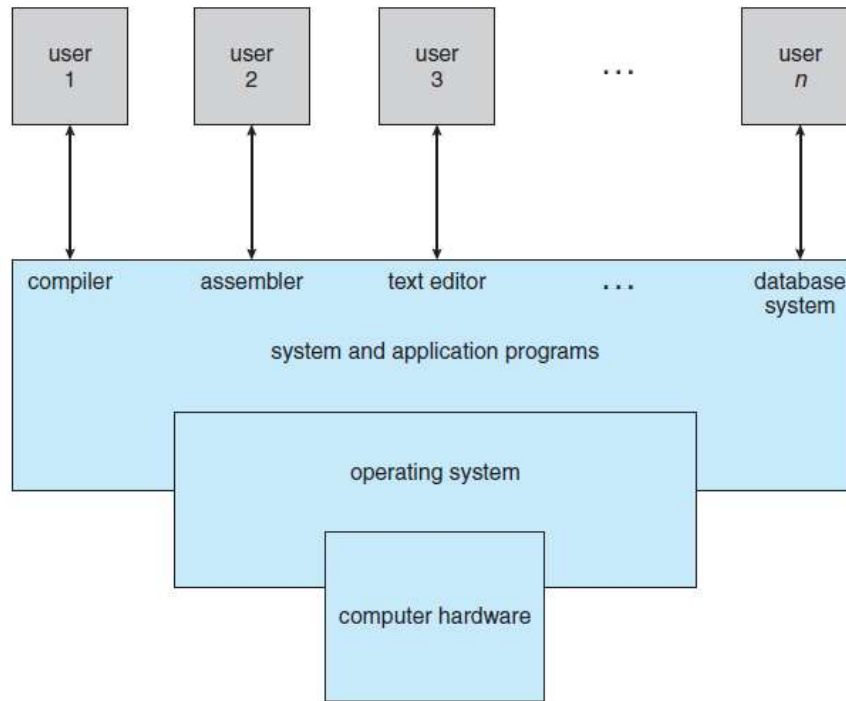 user
1
user
2
user
3
...
user
n
compiler
assembler
text editor
...
database
system
system and application programs
operating system
computer hardware